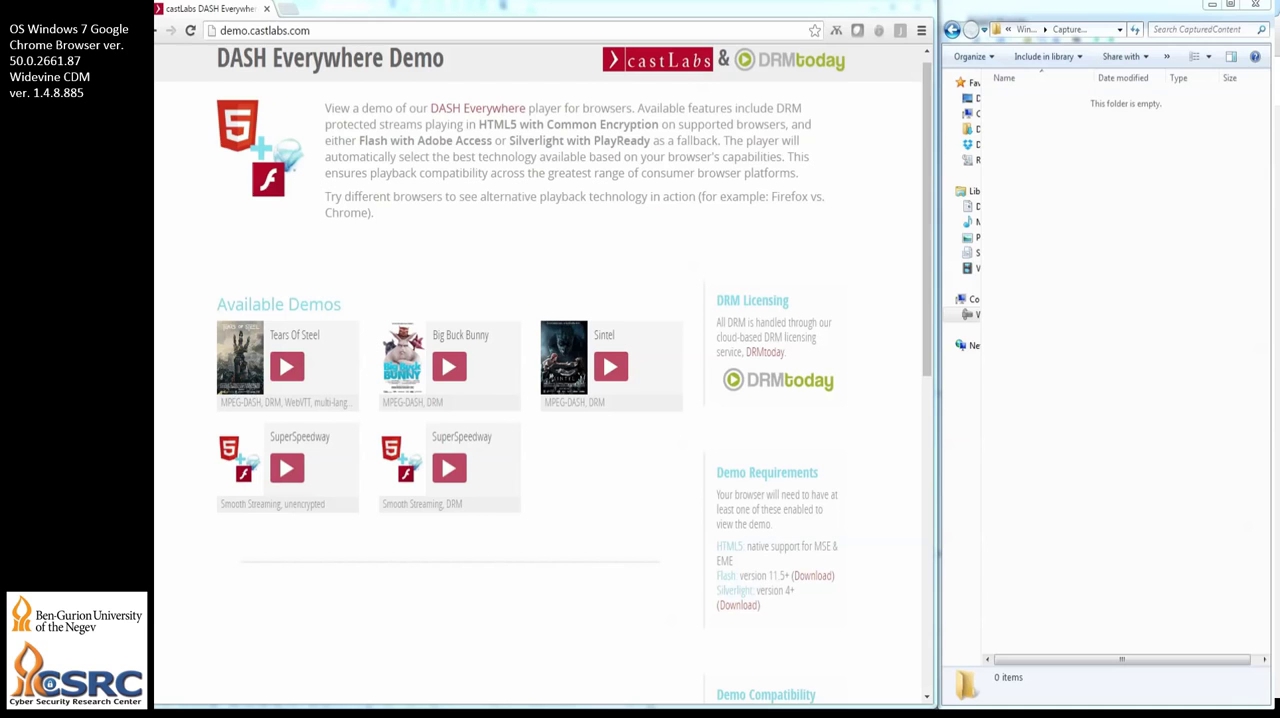 OS Windows 7 Google
Chrome Browser ver.
50.0.2661.87
Widevine CDM
ver. 1.4.8.885
Ben-Gurion University
of the Negev
CSRC
Cyber Security Research Center
castLabs DASH Everywhere
demo.castlabs.com
DASH Everywhere Demo
castLabs & DRMtoday
View a demo of our DASH Everywhere player for browsers. Available features include DRM
protected streams playing in HTML5 with Common Encryption on supported browsers, and
either Flash with Adobe Access or Silverlight with PlayReady as a fallback. The player will
automatically select the best technology available based on your browser's capabilities. This
ensures playback compatibility across the greatest range of consumer browser platforms.
Try different browsers to see alternative playback technology in action (for example: Firefox vs.
Chrome).
Available Demos
Tears Of Steel
MPEG-DASH, DRM, WebVTT, multi-lang...
Big Buck Bunny
BIG BUCK
BUNNY
MPEG-DASH, DRM
Sintel
MPEG-DASH, DRM
SuperSpeedway
Smooth Streaming, unencrypted
SuperSpeedway
Smooth Streaming, DRM
DRM Licensing
All DRM is handled through our
cloud-based DRM licensing
service, DRMtoday.
DRMtoday
Demo Requirements
Your browser will need to have at
least one of these enabled to
view the demo.
HTML5: native support for MSE &
EME
Flash: version 11.5+ (Download)
Silverlight: version 4+
(Download)
Demo Compatibility
« Win... Capture...
Search CapturedContent
Organize Include in library Share with »
Name Date modified Type Size
This folder is empty.
Fav
D
C
D
D
R
Lib
D
P
S
V
Co
V
Ne
0 items